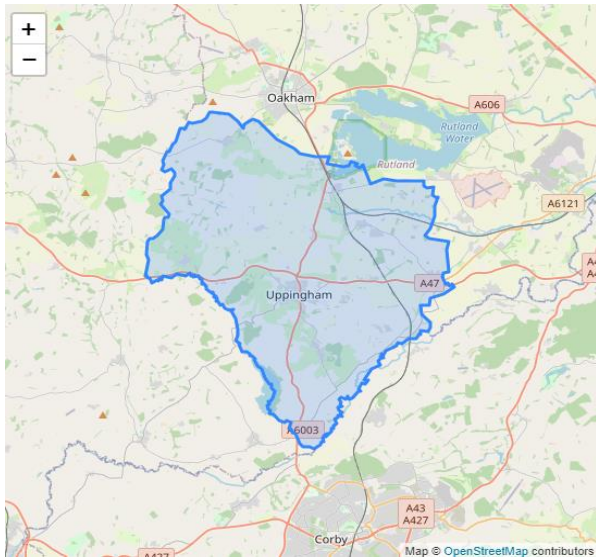 +
−
Oakham
A606
Rutland
Water
Rutland
A6121
A47
Uppingham
A6003
A43
A427
Corby
A427
Map © OpenStreetMap contributors